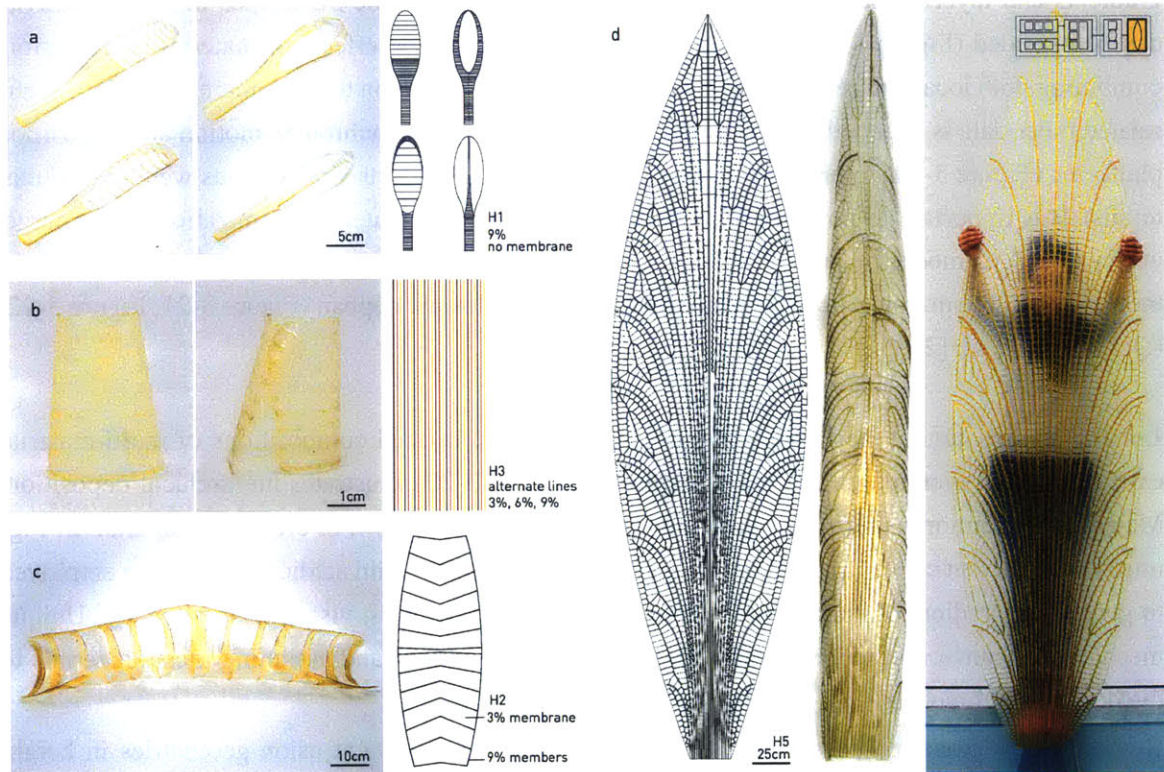 a
5cm
H1
9%
no membrane
b
1cm
H3
alternate lines
3%, 6%, 9%
c
10cm
H2
3% membrane
9% members
d
H5
25cm